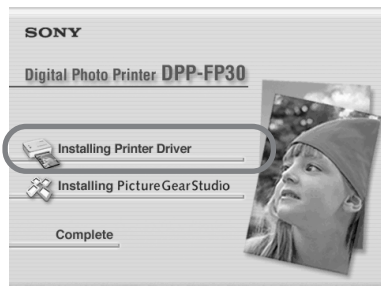 SONY
Digital Photo Printer DPP-FP30
Installing Printer Driver
Installing PictureGearStudio
Complete